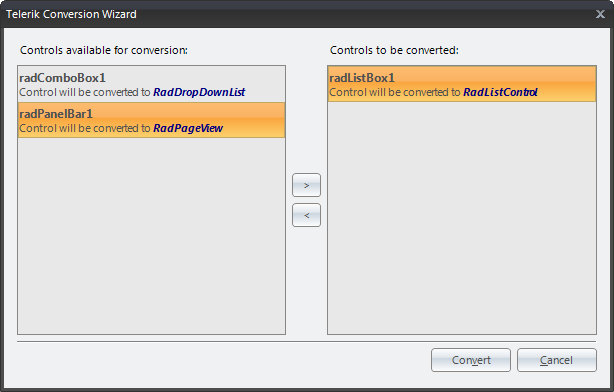 Telerik Conversion Wizard
Controls available for conversion:
Controls to be converted:
radComboBox1
Control will be converted to RadDropDownList
radPanelBar1
Control will be converted to RadPageView
radListBox1
Control will be converted to RadListControl
>
<
Convert
Cancel